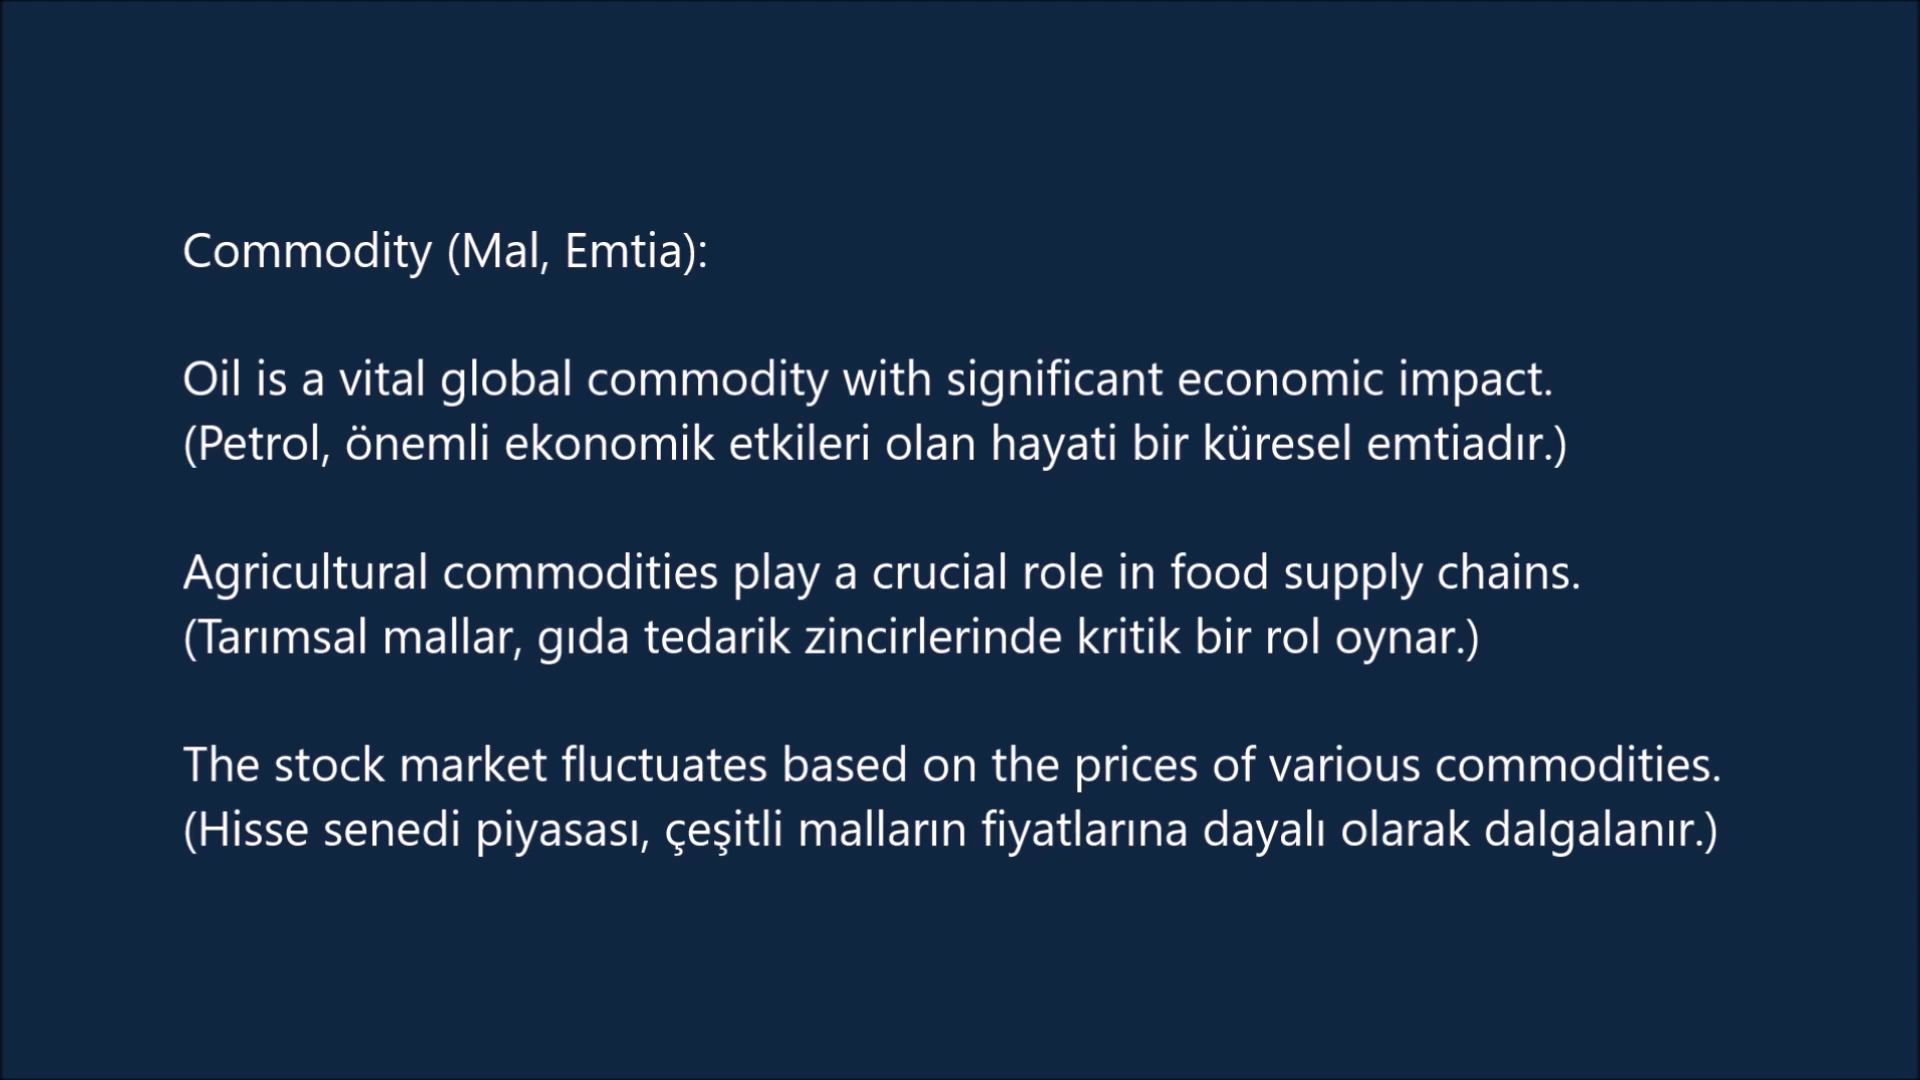 Commodity (Mal, Emtia):
Oil is a vital global commodity with significant economic impact.
(Petrol, önemli ekonomik etkileri olan hayati bir küresel emtiadır.)
Agricultural commodities play a crucial role in food supply chains.
(Tarımsal mallar, gıda tedarik zincirlerinde kritik bir rol oynar.)
The stock market fluctuates based on the prices of various commodities.
(Hisse senedi piyasası, çeşitli malların fiyatlarına dayalı olarak dalgalanır.)